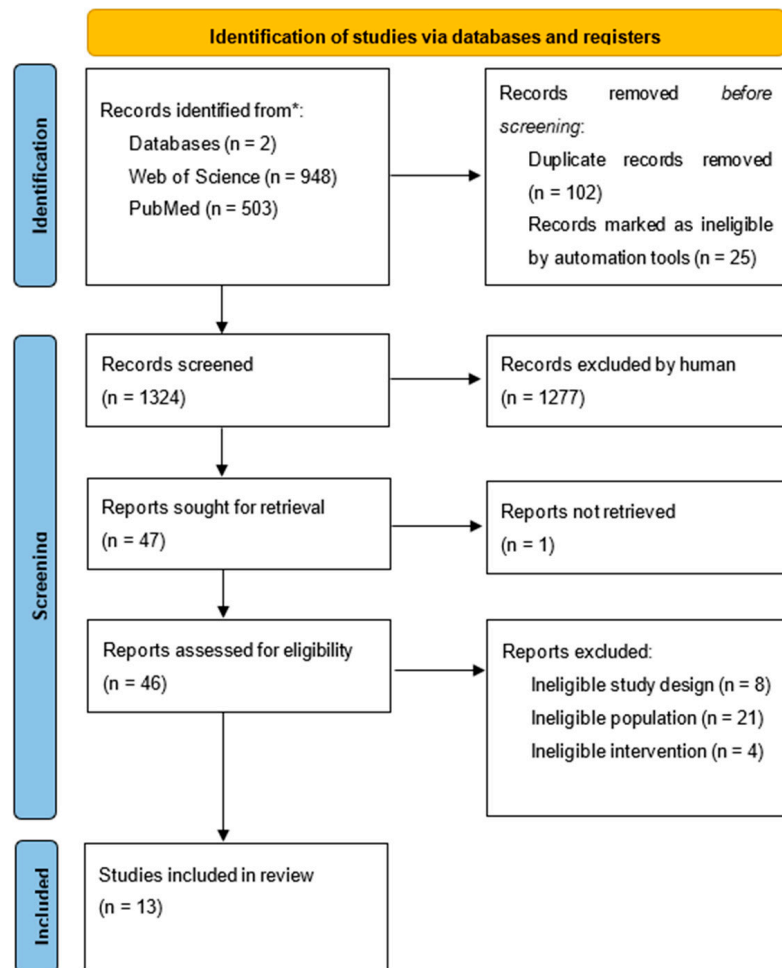 Identification of studies via databases and registers
Identification
Records identified from*:
Databases (n = 2)
Web of Science (n = 948)
PubMed (n = 503)
Records removed before
screening:
Duplicate records removed
(n = 102)
Records marked as ineligible
by automation tools (n = 25)
Screening
Records screened
(n = 1324)
Records excluded by human
(n = 1277)
Reports sought for retrieval
(n = 47)
Reports not retrieved
(n = 1)
Reports assessed for eligibility
(n = 46)
Reports excluded:
Ineligible study design (n = 8)
Ineligible population (n = 21)
Ineligible intervention (n = 4)
Included
Studies included in review
(n = 13)